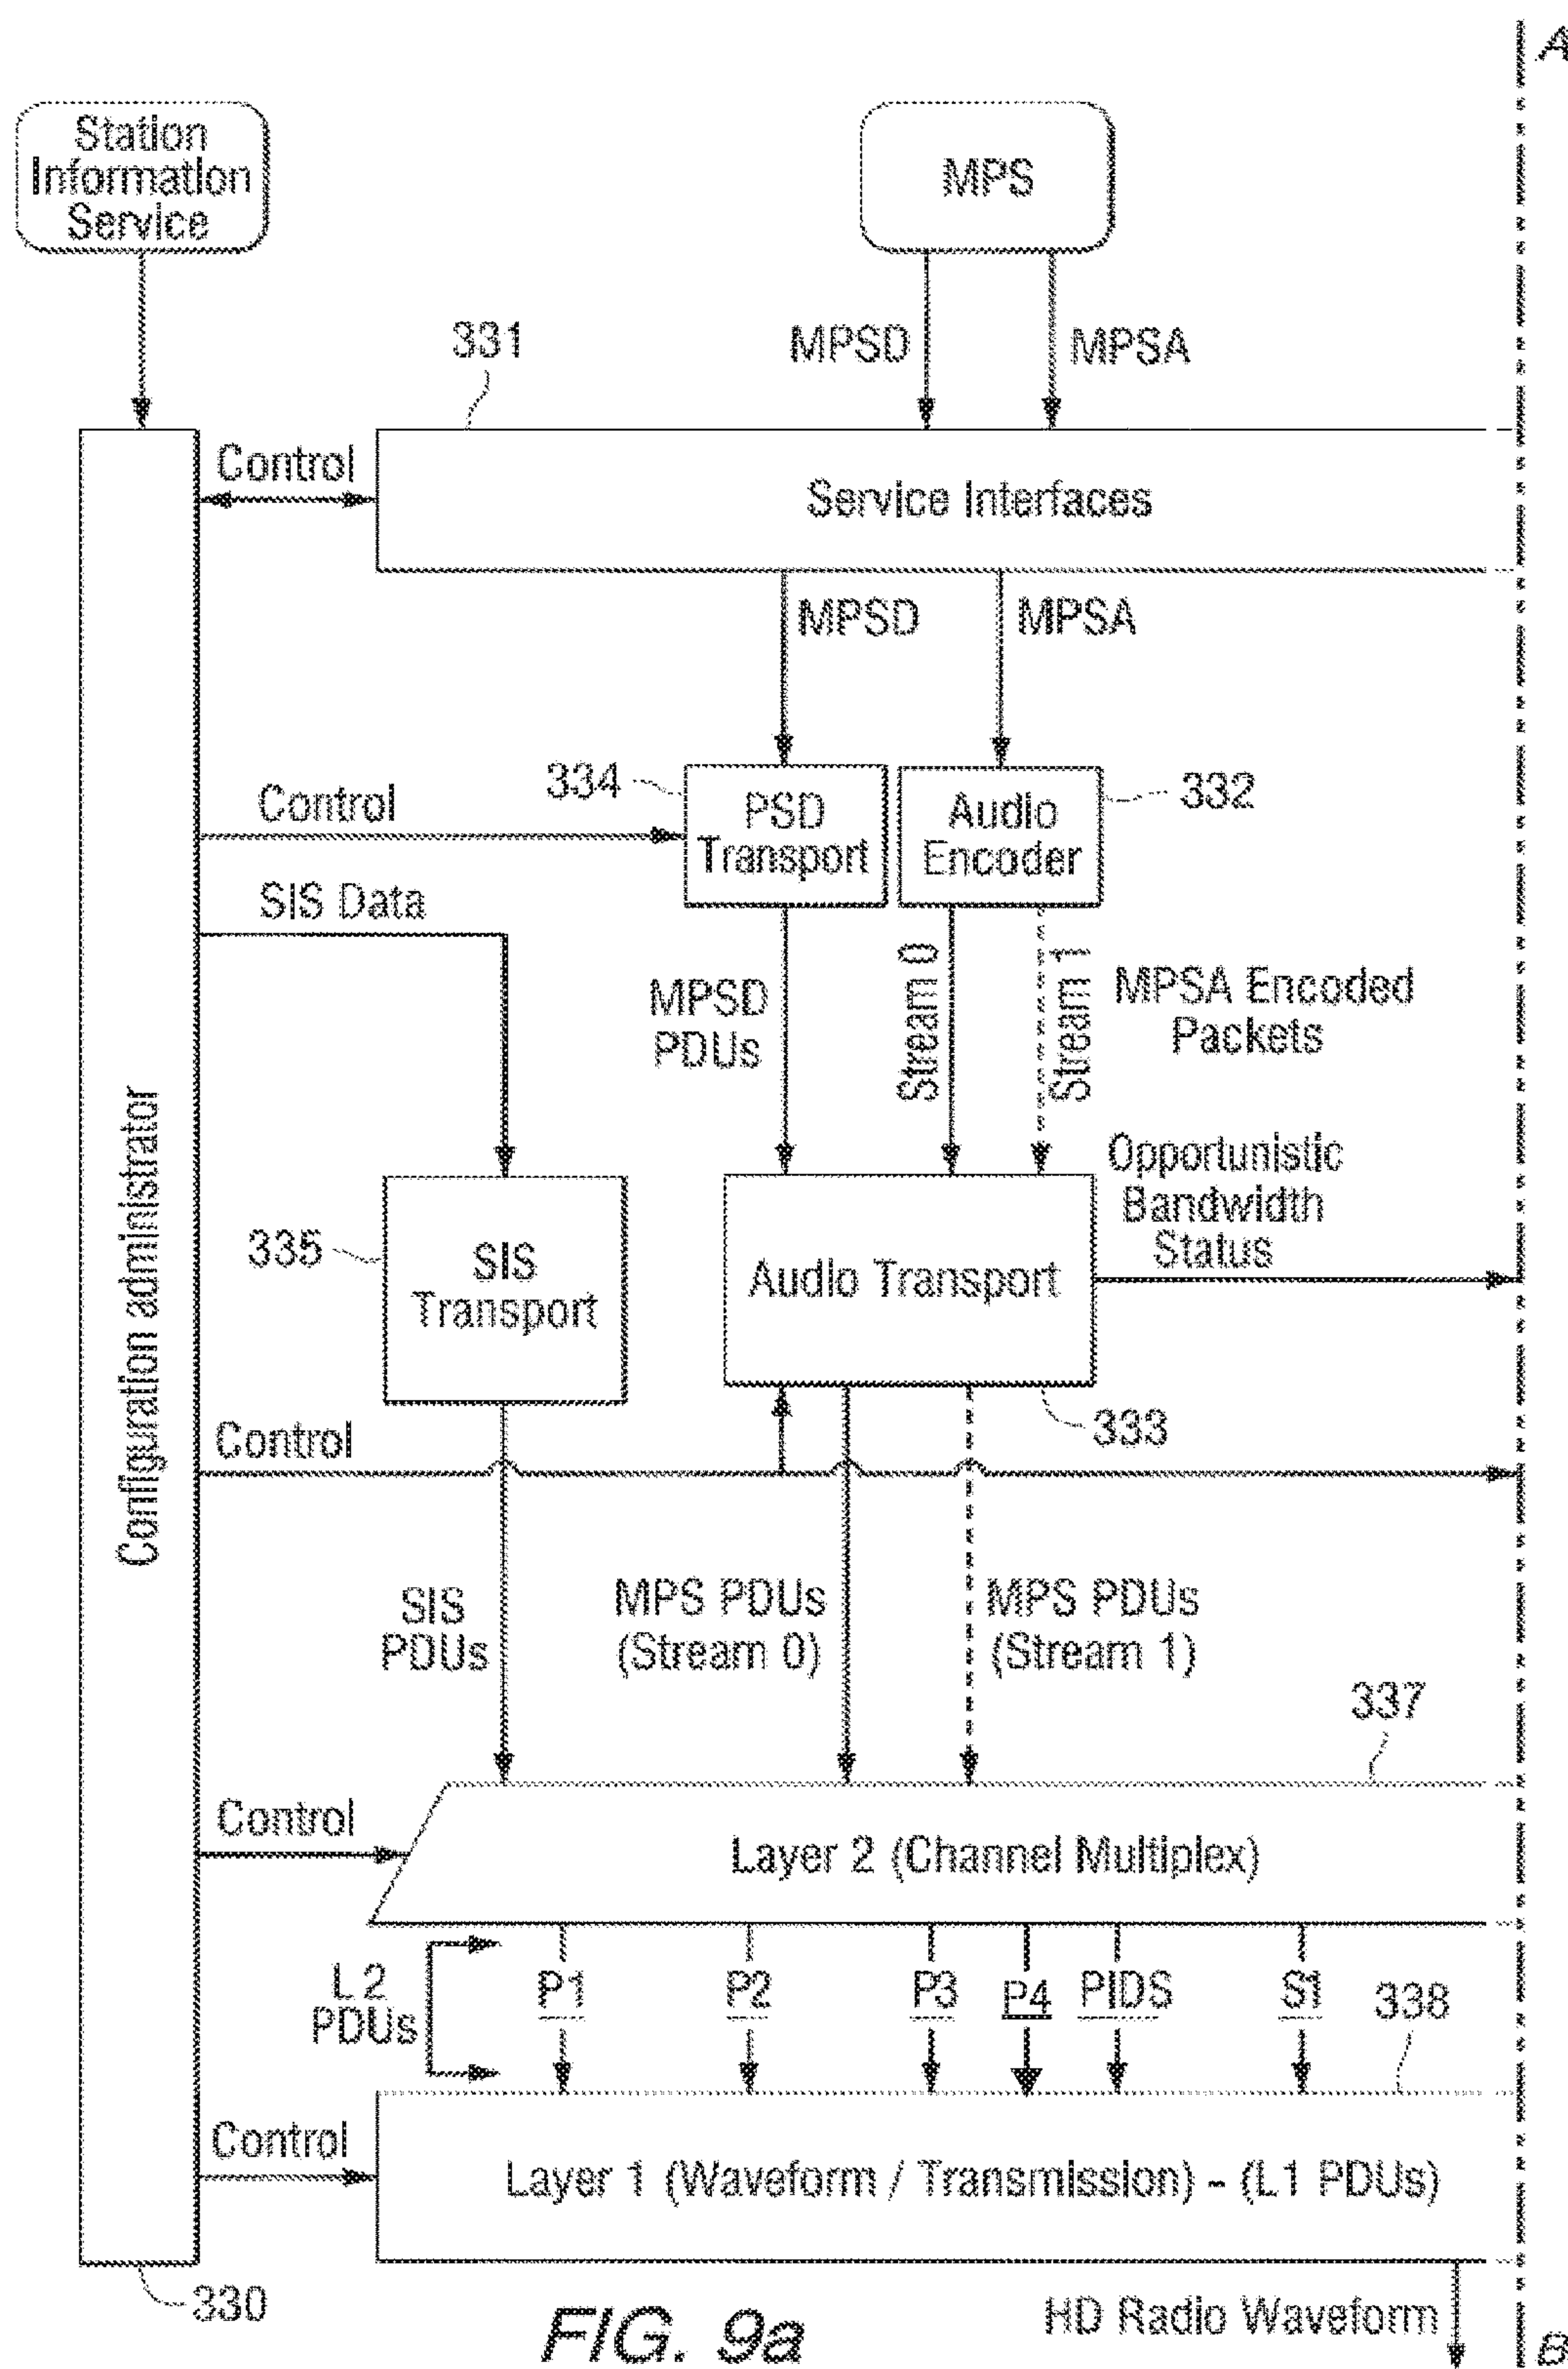 A
Station
Information
Service
MPS
331
MPSD
MPSA
Control
Service Interfaces
MPSD
MPSA
334
PSD
Transport
Audio
Encoder
332
Control
SIS Data
MPSD
PDUs
Stream 0
Stream 1
MPSA Encoded
Packets
Configuration administrator
Opportunistic
Bandwidth
Status
335
SIS
Transport
Audio Transport
333
Control
SIS
PDUs
MPS PDUs
(Stream 0)
MPS PDUs
(Stream 1)
337
Control
Layer 2 (Channel Multiplex)
L2
PDUs
P1
P2
P3
P4
PIDS
S1
338
Control
Layer 1 (Waveform / Transmission) - (L1 PDUs)
330
FIG. 9a
HD Radio Waveform
B